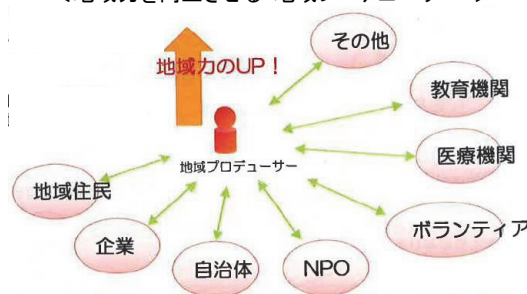 地域力のUP！
その他
教育機関
医療機関
地域プロデューサー
地域住民
ボランティア
企業
自治体
NPO